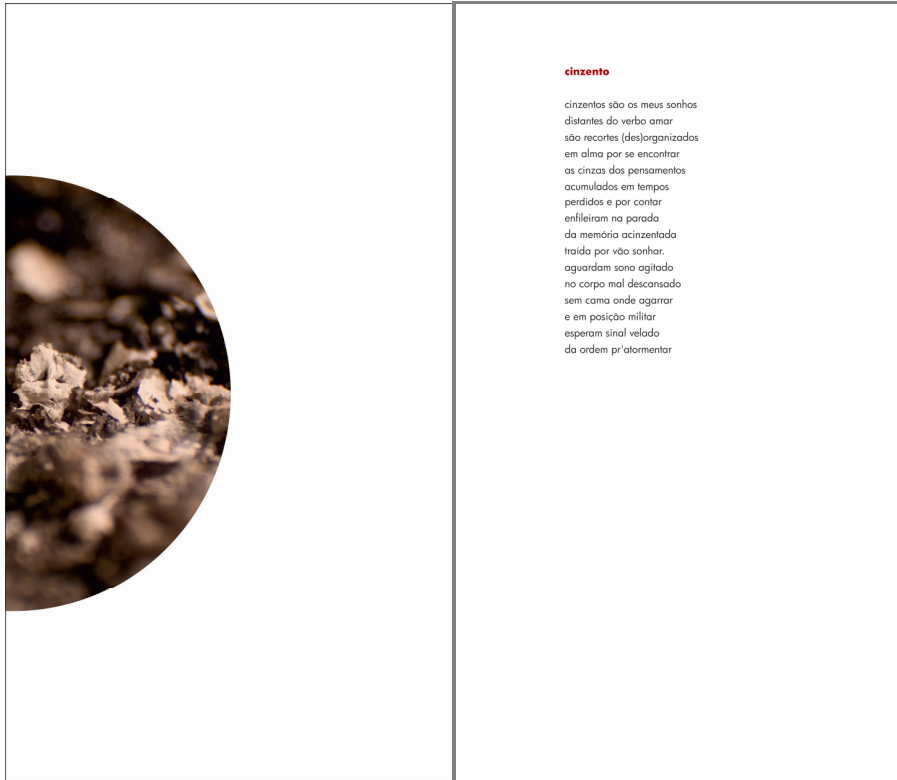 cinzento
cinzentos são os meus sonhos
distantes do verbo amar
são recortes (des)organizados
em alma por se encontrar
as cinzas dos pensamentos
acumulados em tempos
perdidos e por contar
enfileiram na parada
da memória acinzentada
traída por vão sonhar.
aguardam sono agitado
no corpo mal descansado
sem cama onde agarrar
e em posição militar
esperam sinal velado
da ordem pr'atormentar